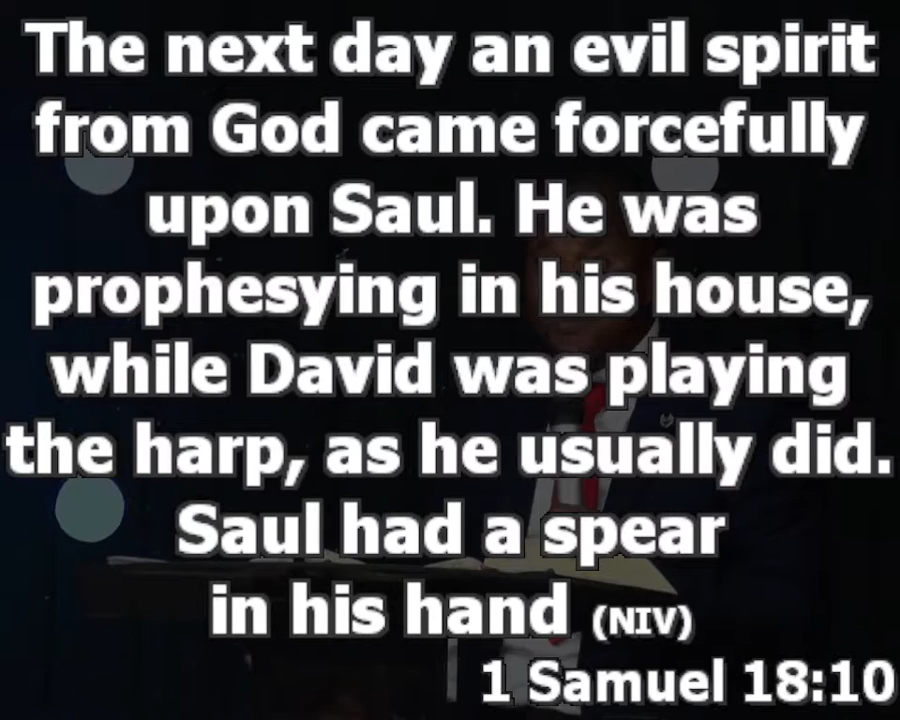 The next day an evil spirit
from God came forcefully
upon Saul. He was
prophesying in his house,
while David was playing
the harp, as he usually did.
Saul had a spear
in his hand (NIV)
1 Samuel 18:10